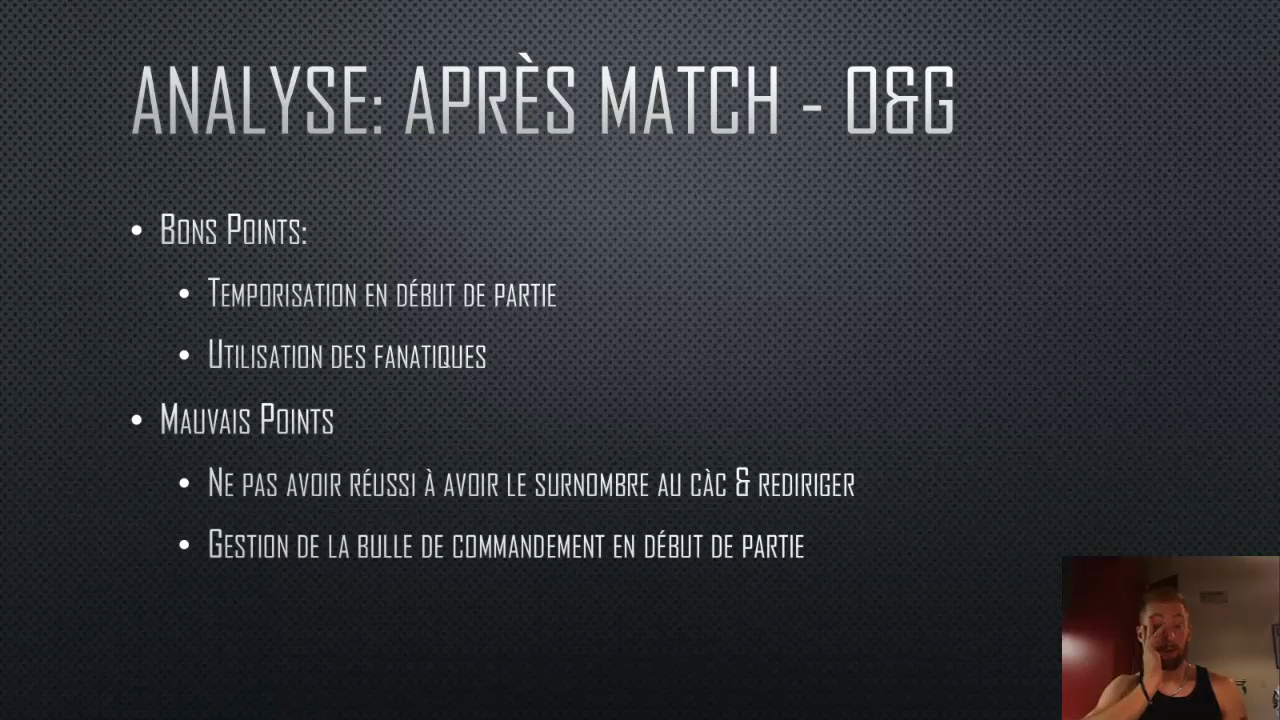 ANALYSE: APRÈS MATCH - O&G
• BONS POINTS:
• TEMPORISATION EN DÉBUT DE PARTIE
• UTILISATION DES FANATIQUES
• MAUVAIS POINTS
• NE PAS AVOIR RÉUSSI À AVOIR LE SURNOMBRE AU CÀC & REDIRIGER
• GESTION DE LA BULLE DE COMMANDEMENT EN DÉBUT DE PARTIE